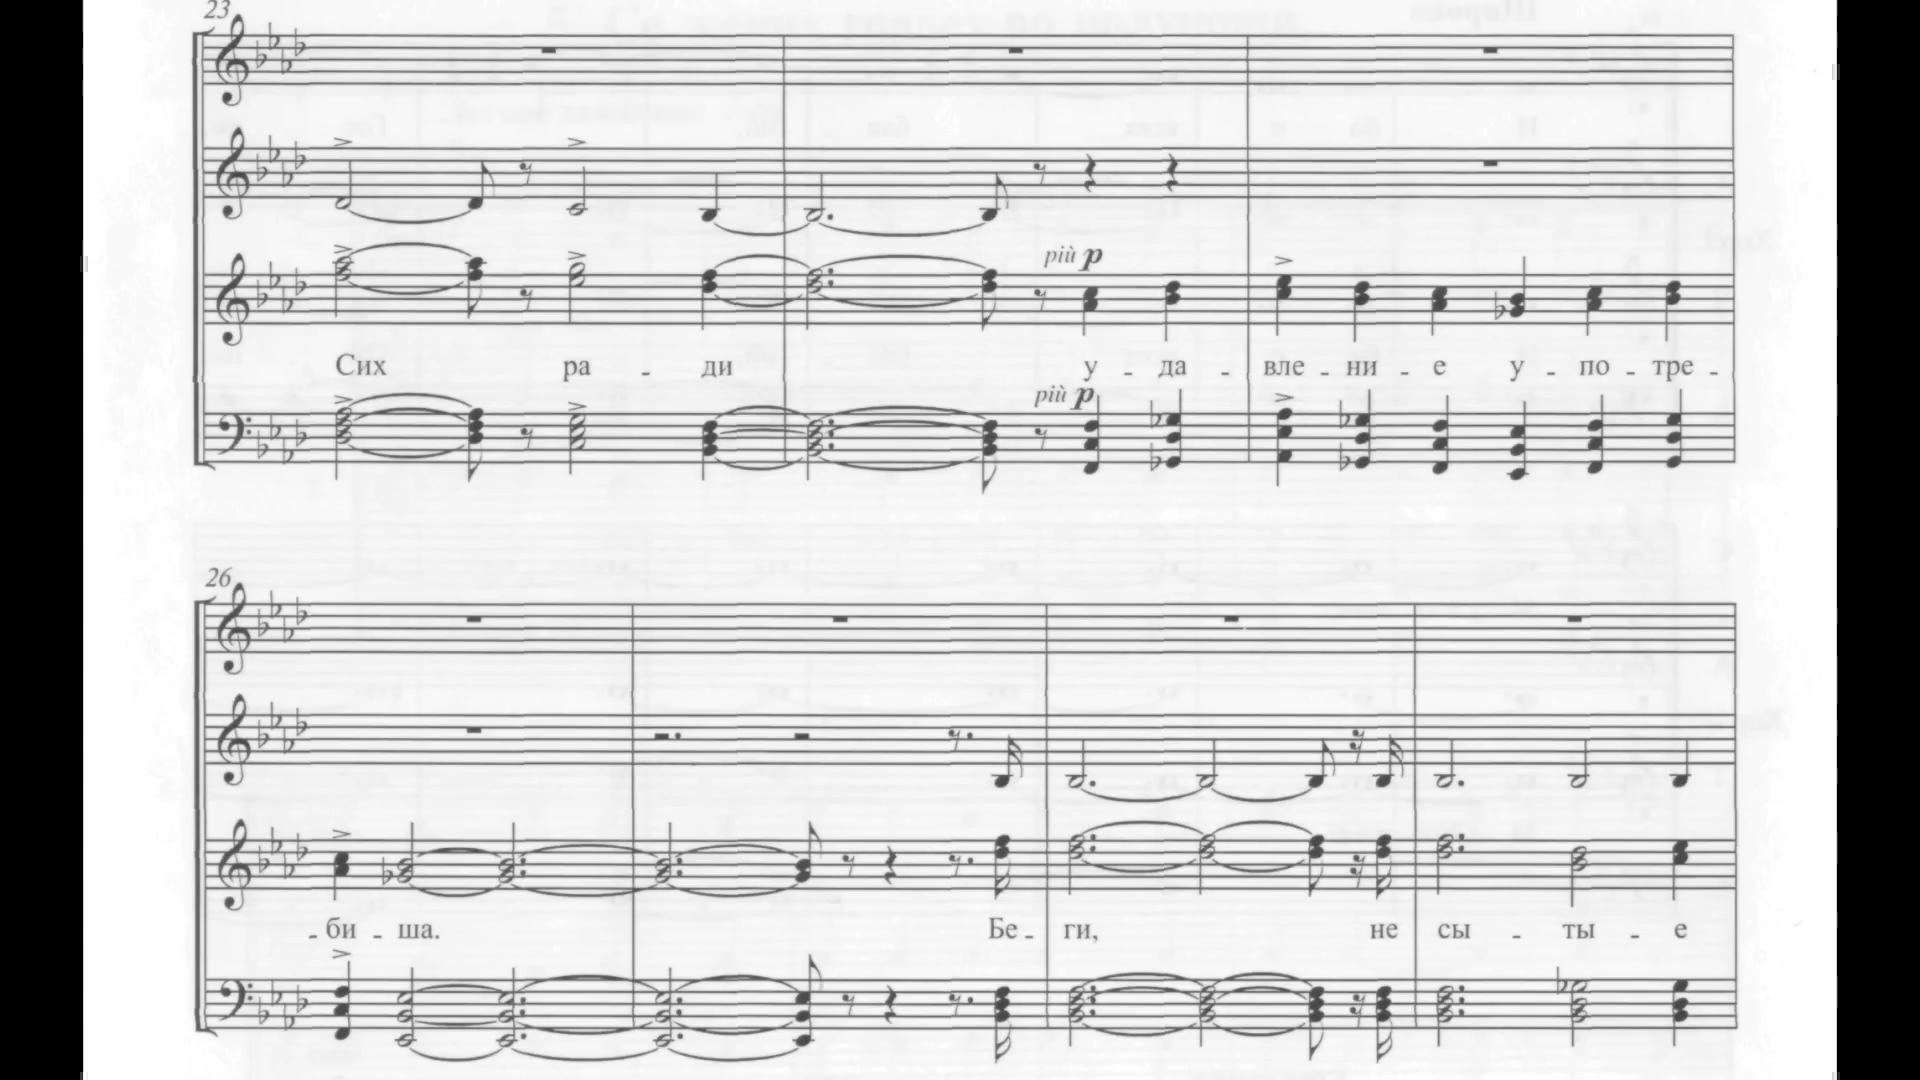 23
più p
Сих ра - ди у - да - вле - ни - е у - по - тре -
più p
26
- би - ша. Бе - ги, не сы - ты - е